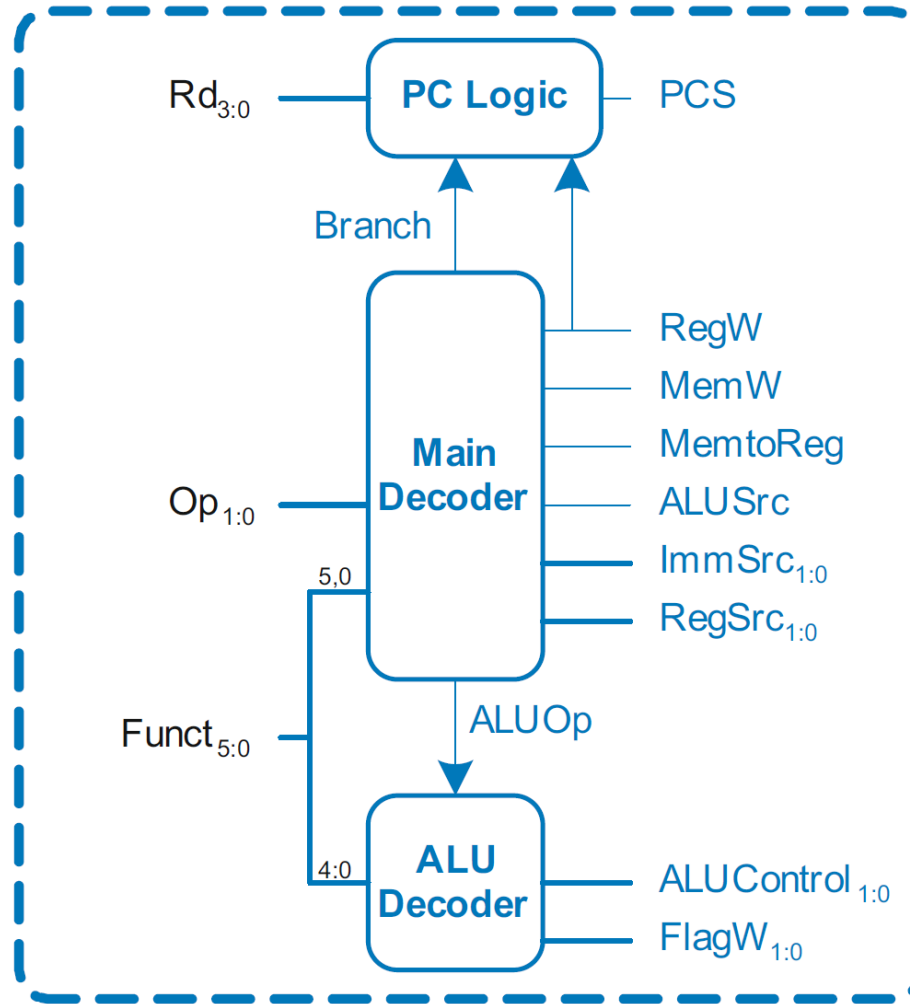 Rd3:0
PC Logic
PCS
Branch
RegW
MemW
MemtoReg
Main
Decoder
Op1:0
ALUSrc
ImmSrc1:0
5,0
RegSrc1:0
ALUOp
Funct5:0
4:0
ALU
Decoder
ALUControl1:0
FlagW1:0